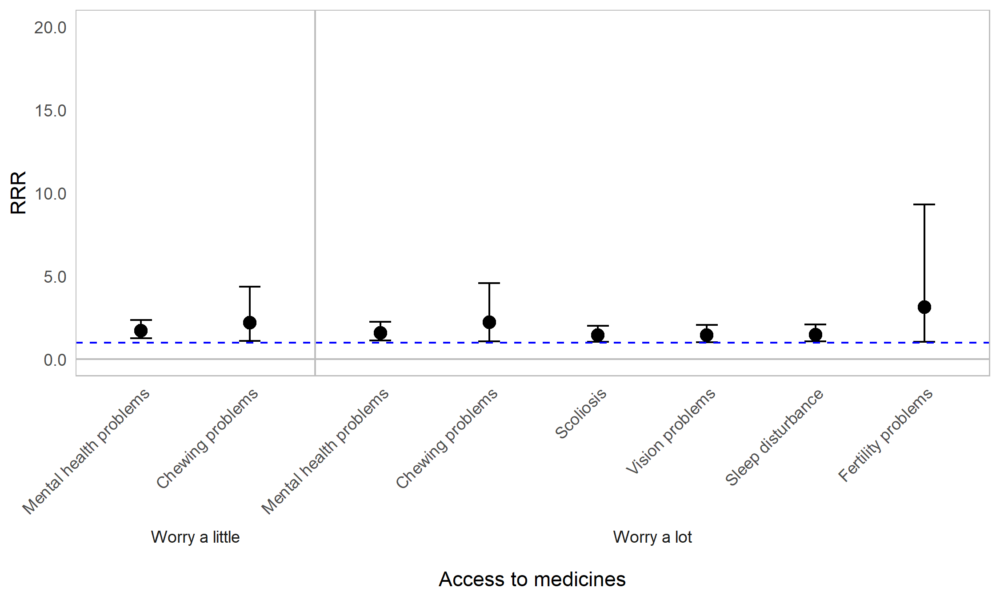 20.0
15.0
10.0
5.0
0.0
RRR
Mental health problems
Chewing problems
Mental health problems
Chewing problems
Scoliosis
Vision problems
Sleep disturbance
Fertility problems
Worry a little
Worry a lot
Access to medicines